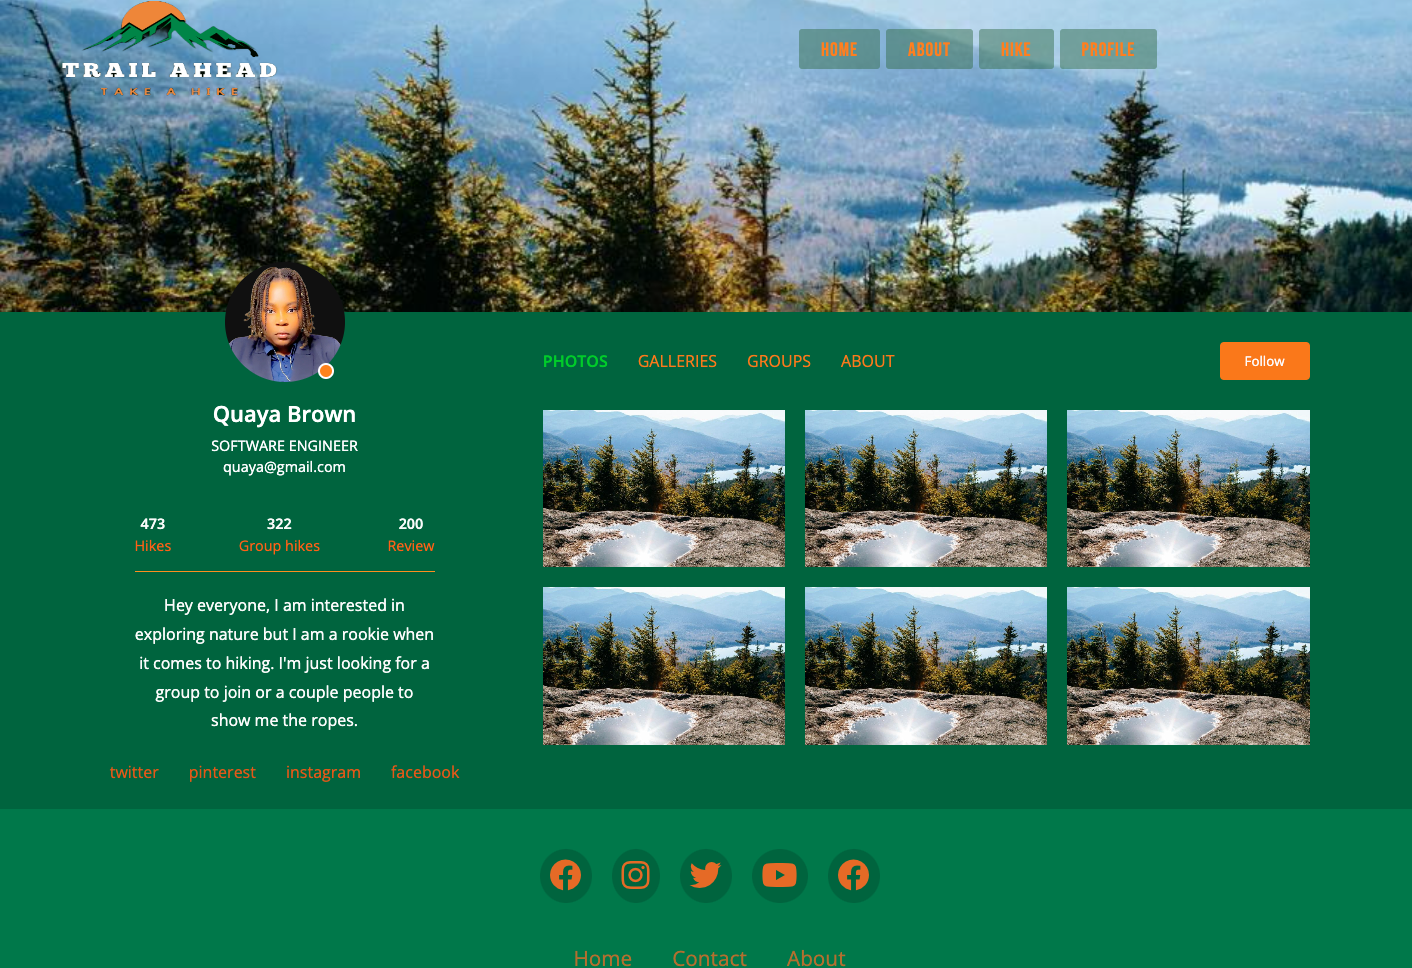 TRAIL AHEAD
TAKE A HIKE
HOME
ABOUT
HIKE
PROFILE
PHOTOS
GALLERIES
GROUPS
ABOUT
Follow
Quaya Brown
SOFTWARE ENGINEER
quaya@gmail.com
473
Hikes
322
Group hikes
200
Review
Hey everyone, I am interested in
exploring nature but I am a rookie when
it comes to hiking. I'm just looking for a
group to join or a couple people to
show me the ropes.
twitter
pinterest
instagram
facebook
Home
Contact
About